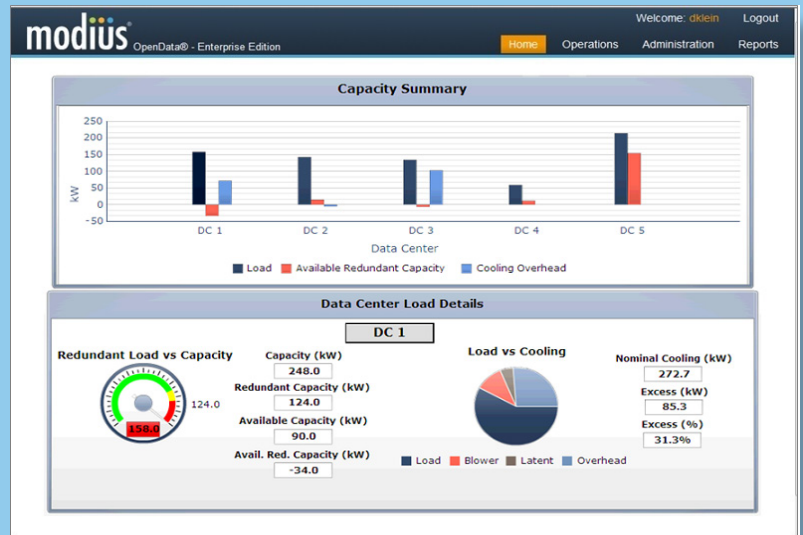 Welcome: dklein Logout
modius OpenData® - Enterprise Edition
Home Operations Administration Reports
Capacity Summary
250
200
150
100
50
0
-50
kW
DC 1 DC 2 DC 3 DC 4 DC 5
Data Center
Load Available Redundant Capacity Cooling Overhead
Data Center Load Details
DC 1
Redundant Load vs Capacity
124.0
158.0
Capacity (kW)
248.0
Redundant Capacity (kW)
124.0
Available Capacity (kW)
90.0
Avail. Red. Capacity (kW)
-34.0
Load vs Cooling
Load Blower Latent Overhead
Nominal Cooling (kW)
272.7
Excess (kW)
85.3
Excess (%)
31.3%